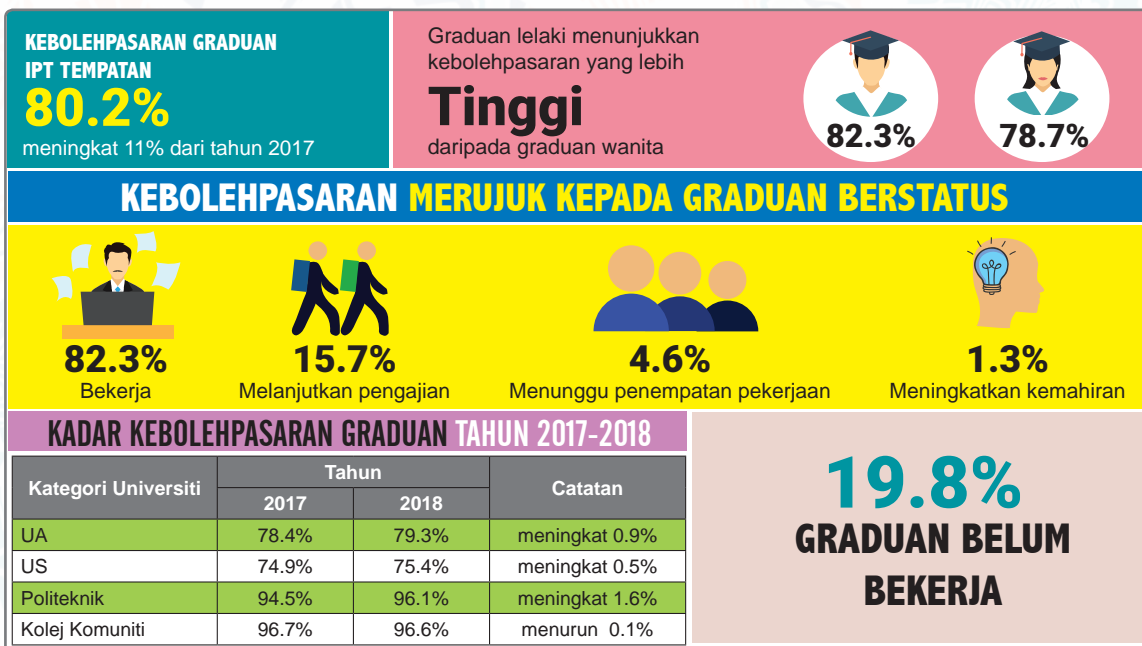 KEBOLEHPASARAN GRADUAN
IPT TEMPATAN
80.2%
meningkat 11% dari tahun 2017
Graduan lelaki menunjukkan
kebolehpasaran yang lebih
Tinggi
daripada graduan wanita
82.3%
78.7%
KEBOLEHPASARAN MERUJUK KEPADA GRADUAN BERSTATUS
82.3%
Bekerja
15.7%
Melanjutkan pengajian
4.6%
Menunggu penempatan pekerjaan
1.3%
Meningkatkan kemahiran
KADAR KEBOLEHPASARAN GRADUAN TAHUN 2017-2018
Kategori Universiti Tahun Catatan
2017 2018
UA 78.4% 79.3% meningkat 0.9%
US 74.9% 75.4% meningkat 0.5%
Politeknik 94.5% 96.1% meningkat 1.6%
Kolej Komuniti 96.7% 96.6% menurun 0.1%
19.8%
GRADUAN BELUM
BEKERJA